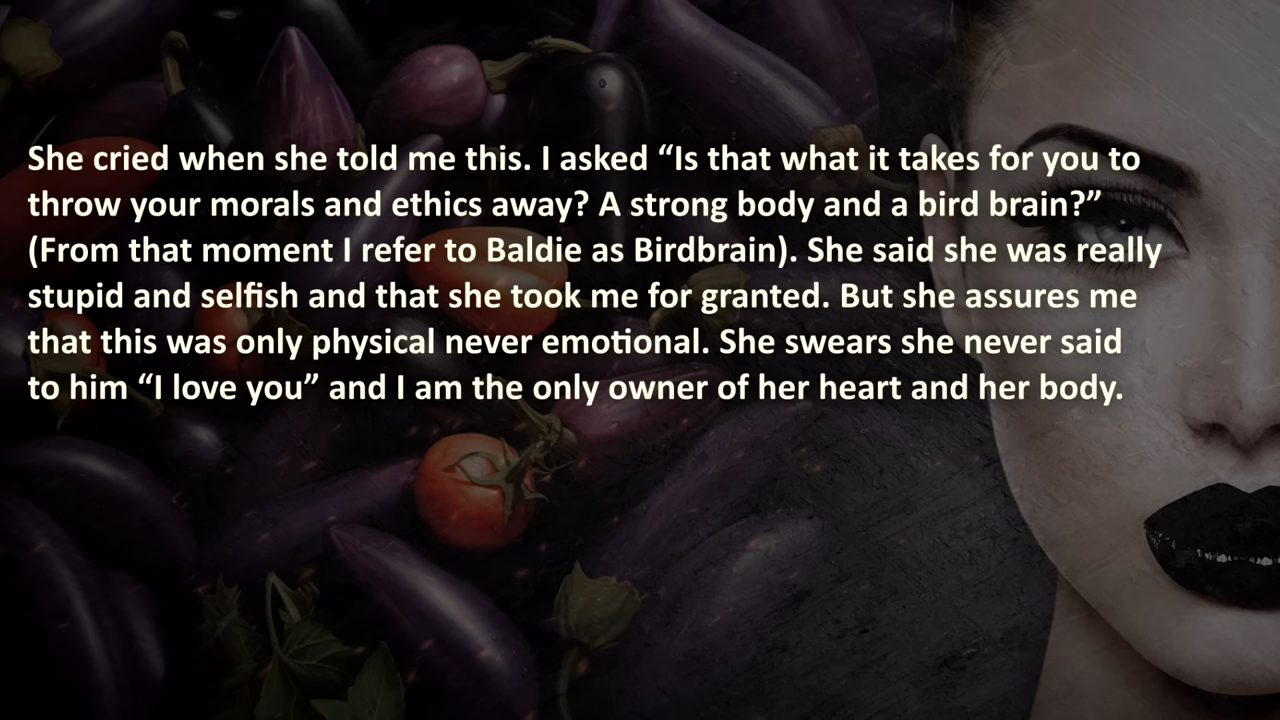 She cried when she told me this. I asked “Is that what it takes for you to
throw your morals and ethics away? A strong body and a bird brain?”
(From that moment I refer to Baldie as Birdbrain). She said she was really
stupid and selfish and that she took me for granted. But she assures me
that this was only physical never emotional. She swears she never said
to him “I love you” and I am the only owner of her heart and her body.